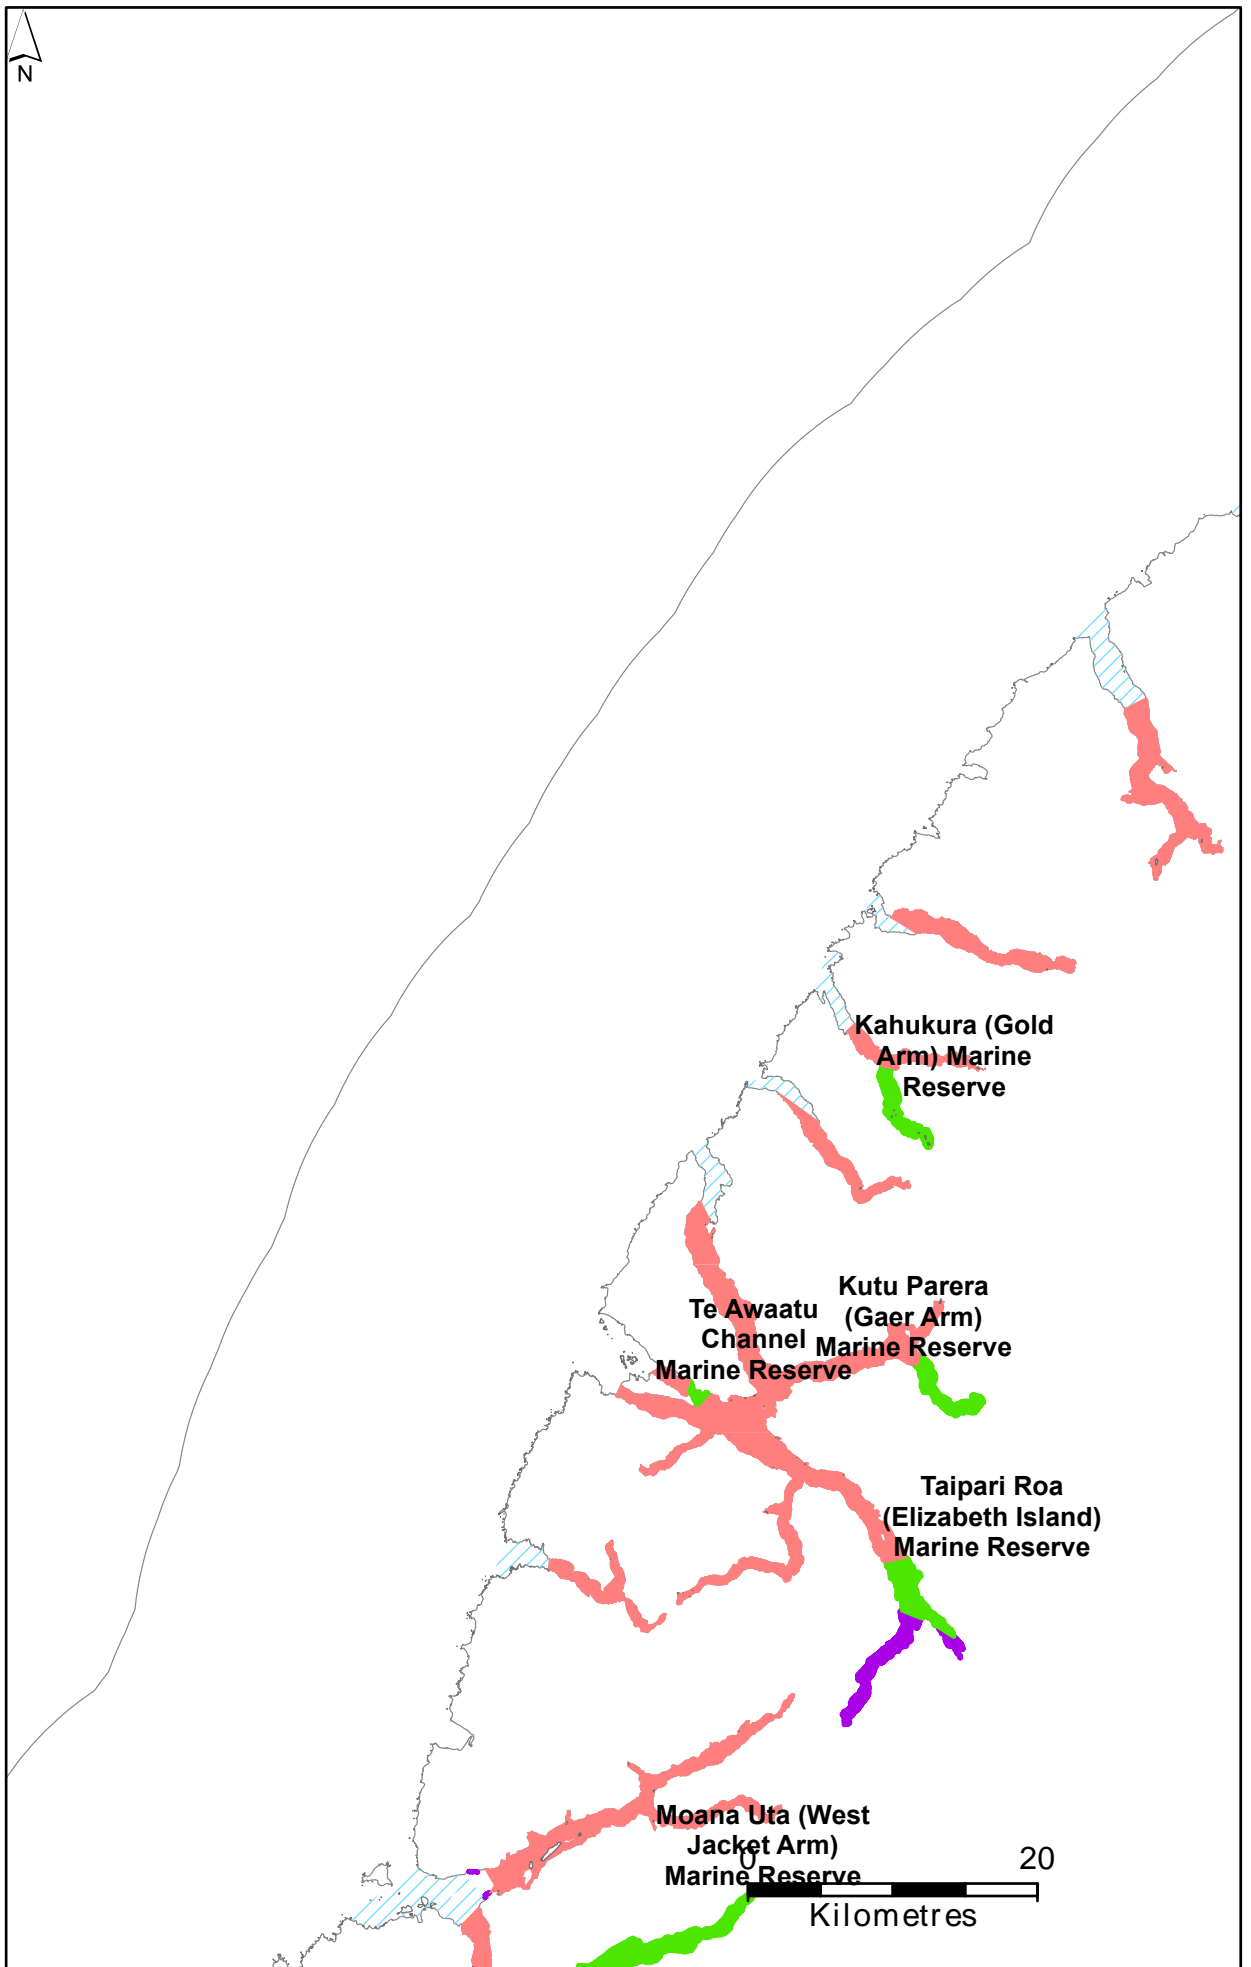 N
Kahukura (Gold
Arm) Marine
Reserve
Kutu Parera
(Gaer Arm)
Marine Reserve
Te Awaatu
Channel
Marine Reserve
Taipari Roa
(Elizabeth Island)
Marine Reserve
Moana Uta (West
Jacket Arm)
Marine Reserve
0 20
Kilometres